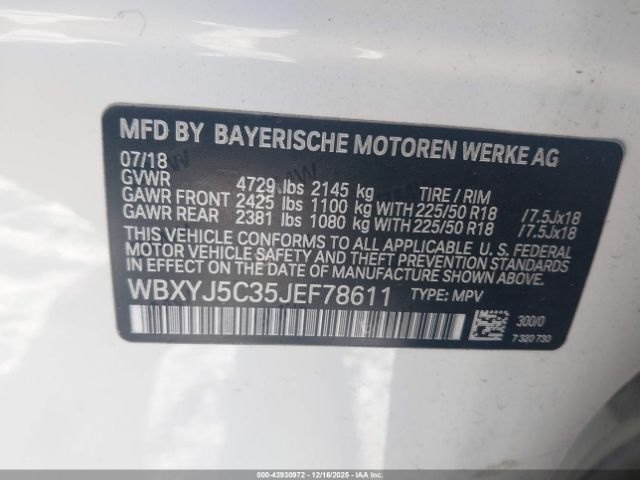 MFD BY BAYERISCHE MOTOREN WERKE AG
07/18
GVWR 4729 lbs 2145 kg TIRE / RIM
GAWR FRONT 2425 lbs 1100 kg WITH 225/50 R18 / 7.5Jx18
GAWR REAR 2381 lbs 1080 kg WITH 225/50 R18 / 7.5Jx18
THIS VEHICLE CONFORMS TO ALL APPLICABLE U. S. FEDERAL
MOTOR VEHICLE SAFETY AND THEFT PREVENTION STANDARDS
IN EFFECT ON THE DATE OF MANUFACTURE SHOWN ABOVE.
WBXYJ5C35JEF78611 TYPE: MPV
300/0
7 320 730
000-43930972 - 12/16/2025 - IAAI.COM